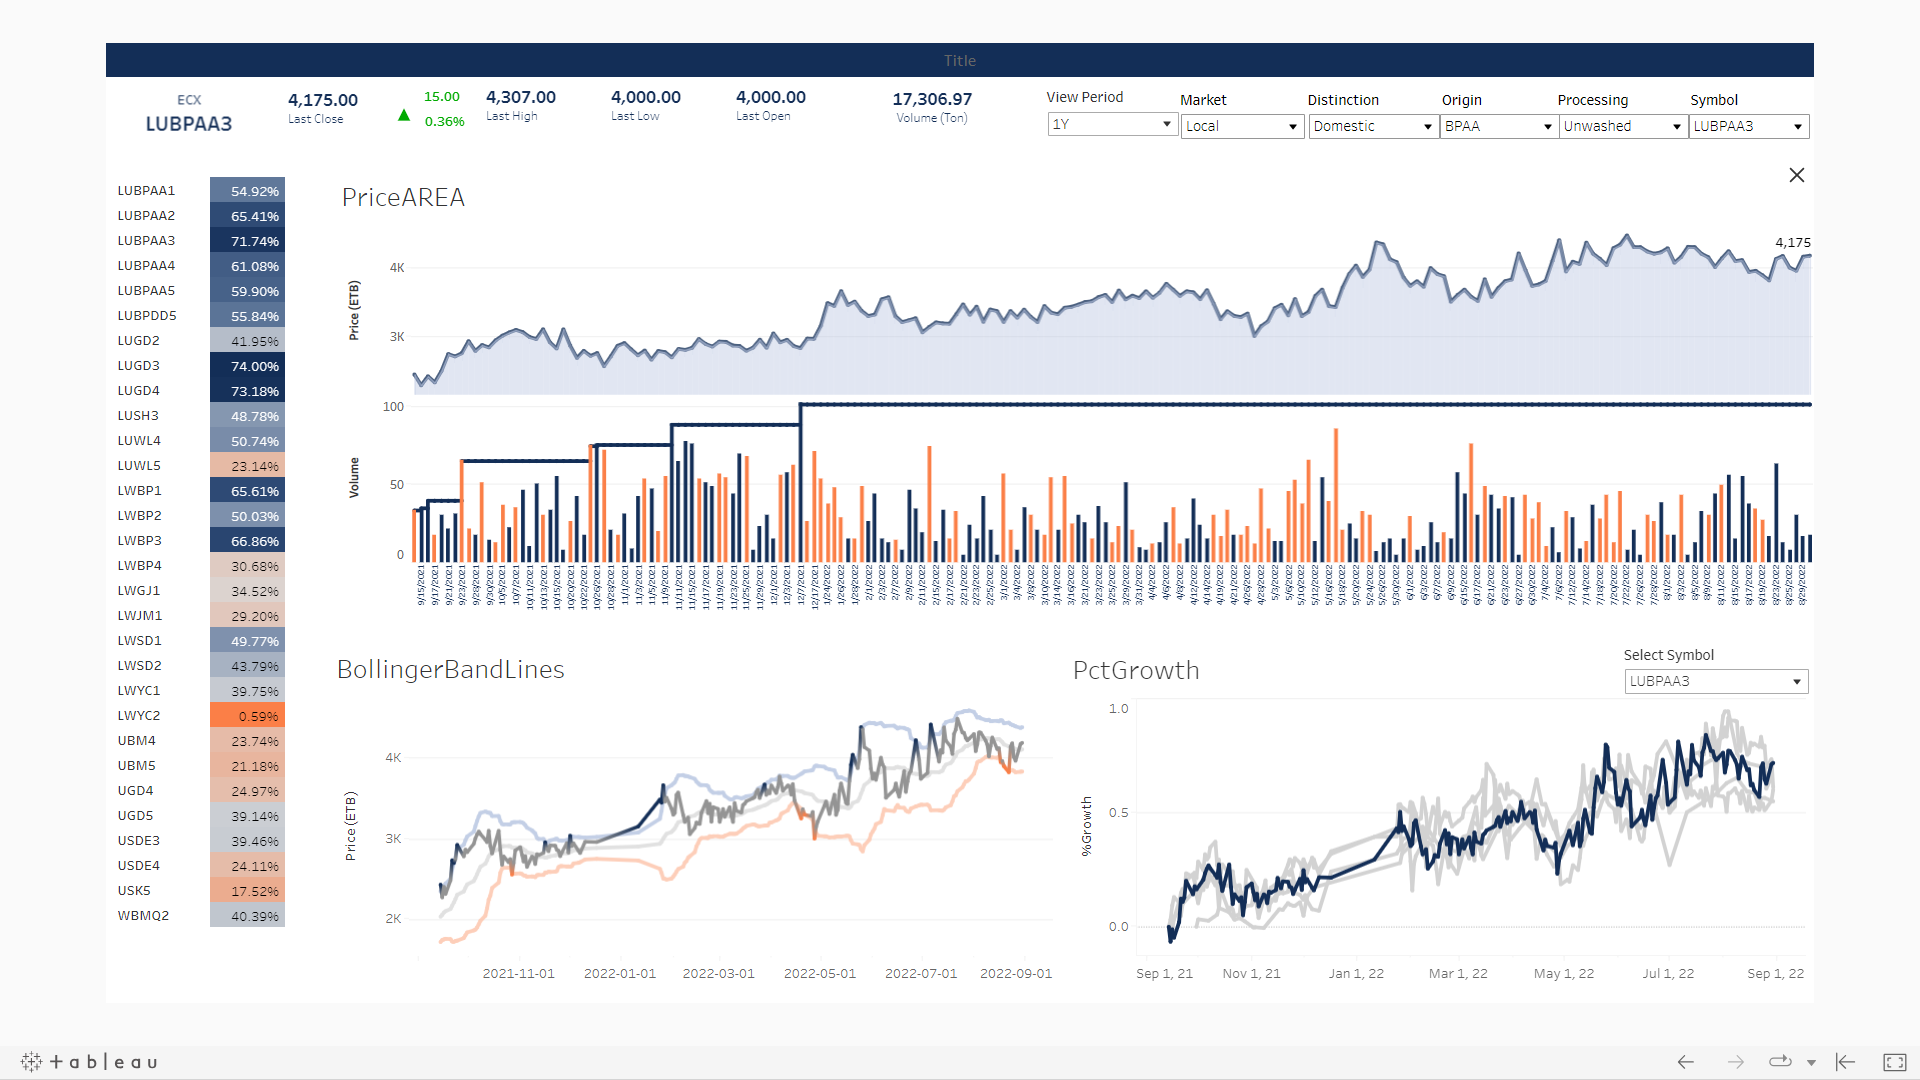 Title
ECX
LUBPAA3
4,175.00
Last Close
15.00
0.36%
4,307.00
Last High
4,000.00
Last Low
4,000.00
Last Open
17,306.97
Volume (Ton)
View Period
1Y
Market
Local
Distinction
Domestic
Origin
BPAA
Processing
Unwashed
Symbol
LUBPAA3
LUBPAA1 54.92%
LUBPAA2 65.41%
LUBPAA3 71.74%
LUBPAA4 61.08%
LUBPAA5 59.90%
LUBPDD5 55.84%
LUGD2 41.95%
LUGD3 74.00%
LUGD4 73.18%
LUSH3 48.78%
LUWL4 50.74%
LUWL5 23.14%
LWBP1 65.61%
LWBP2 50.03%
LWBP3 66.86%
LWBP4 30.68%
LWGJ1 34.52%
LWJM1 29.20%
LWSD1 49.77%
LWSD2 43.79%
LWYC1 39.75%
LWYC2 0.59%
UBM4 23.74%
UBM5 21.18%
UGD4 24.97%
UGD5 39.14%
USDE3 39.46%
USDE4 24.11%
USK5 17.52%
WBMQ2 40.39%
PriceAREA
4,175
Price (ETB)
4K
3K
Volume
100
50
0
BollingerBandLines
Price (ETB)
4K
3K
2K
2021-11-01 2022-01-01 2022-03-01 2022-05-01 2022-07-01 2022-09-01
PctGrowth
Select Symbol
LUBPAA3
%Growth
1.0
0.5
0.0
Sep 1, 21 Nov 1, 21 Jan 1, 22 Mar 1, 22 May 1, 22 Jul 1, 22 Sep 1, 22
+ableau